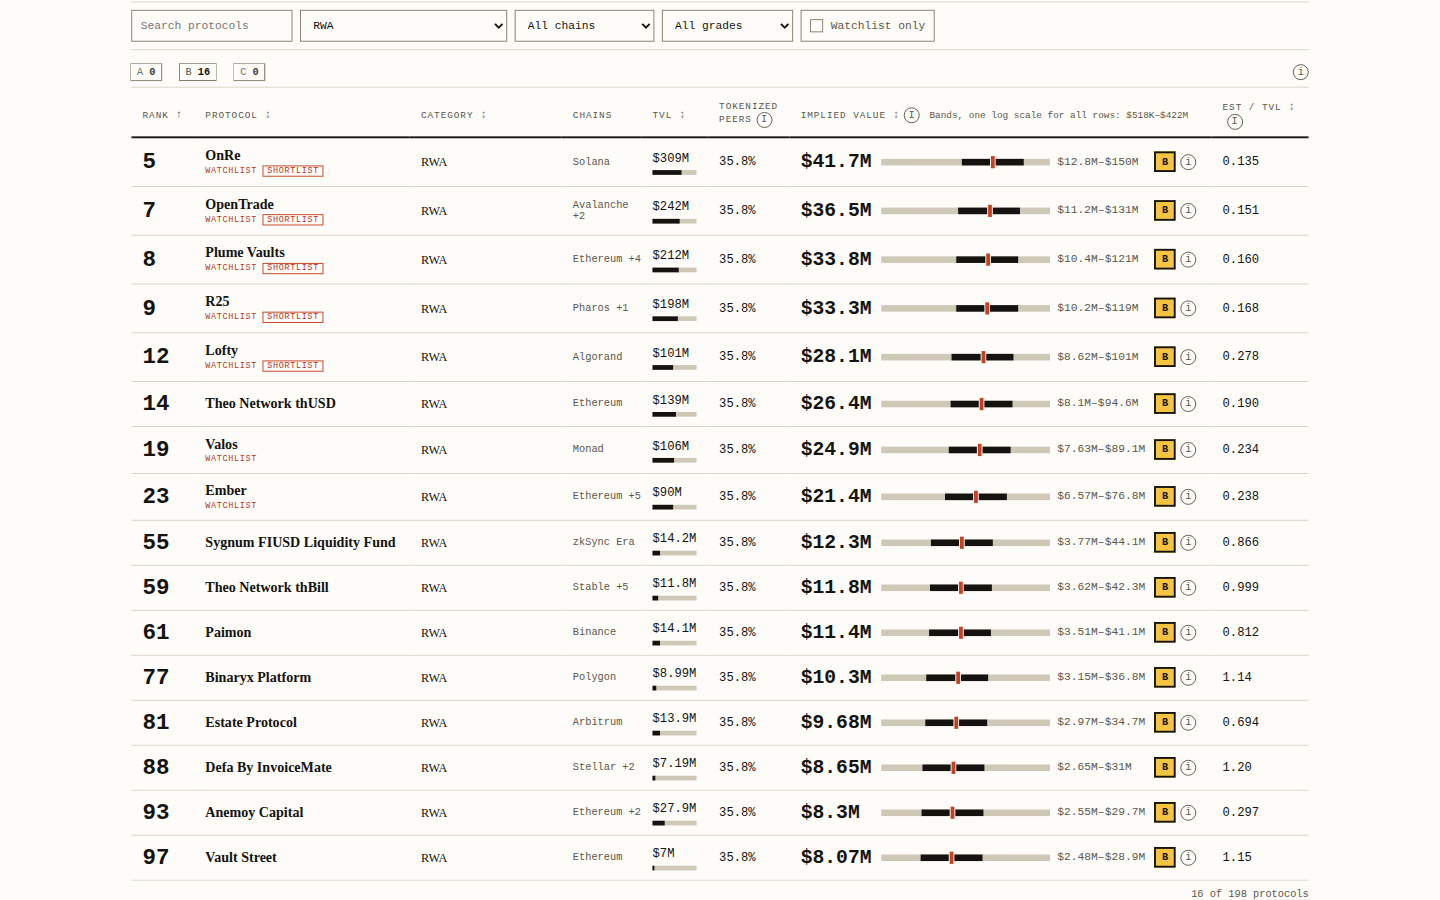 Search protocols RWA All chains All grades Watchlist only
A 0 B 16 C 0 i
RANK ↑ PROTOCOL ↕ CATEGORY ↕ CHAINS TVL ↕ TOKENIZED PEERS I IMPLIED VALUE ↕ I Bands, one log scale for all rows: $518K–$422M EST / TVL ↕ I
5 OnRe RWA Solana $309M 35.8% $41.7M $12.8M–$150M B i 0.135
WATCHLIST SHORTLIST
7 OpenTrade RWA Avalanche +2 $242M 35.8% $36.5M $11.2M–$131M B i 0.151
WATCHLIST SHORTLIST
8 Plume Vaults RWA Ethereum +4 $212M 35.8% $33.8M $10.4M–$121M B i 0.160
WATCHLIST SHORTLIST
9 R25 RWA Pharos +1 $198M 35.8% $33.3M $10.2M–$119M B i 0.168
WATCHLIST SHORTLIST
12 Lofty RWA Algorand $101M 35.8% $28.1M $8.62M–$101M B i 0.278
WATCHLIST SHORTLIST
14 Theo Network thUSD RWA Ethereum $139M 35.8% $26.4M $8.1M–$94.6M B i 0.190
19 Valos RWA Monad $106M 35.8% $24.9M $7.63M–$89.1M B i 0.234
WATCHLIST
23 Ember RWA Ethereum +5 $90M 35.8% $21.4M $6.57M–$76.8M B i 0.238
WATCHLIST
55 Sygnum FIUSD Liquidity Fund RWA zkSync Era $14.2M 35.8% $12.3M $3.77M–$44.1M B i 0.866
59 Theo Network thBill RWA Stable +5 $11.8M 35.8% $11.8M $3.62M–$42.3M B i 0.999
61 Paimon RWA Binance $14.1M 35.8% $11.4M $3.51M–$41.1M B i 0.812
77 Binaryx Platform RWA Polygon $8.99M 35.8% $10.3M $3.15M–$36.8M B i 1.14
81 Estate Protocol RWA Arbitrum $13.9M 35.8% $9.68M $2.97M–$34.7M B i 0.694
88 Defa By InvoiceMate RWA Stellar +2 $7.19M 35.8% $8.65M $2.65M–$31M B i 1.20
93 Anemoy Capital RWA Ethereum +2 $27.9M 35.8% $8.3M $2.55M–$29.7M B i 0.297
97 Vault Street RWA Ethereum $7M 35.8% $8.07M $2.48M–$28.9M B i 1.15
16 of 198 protocols